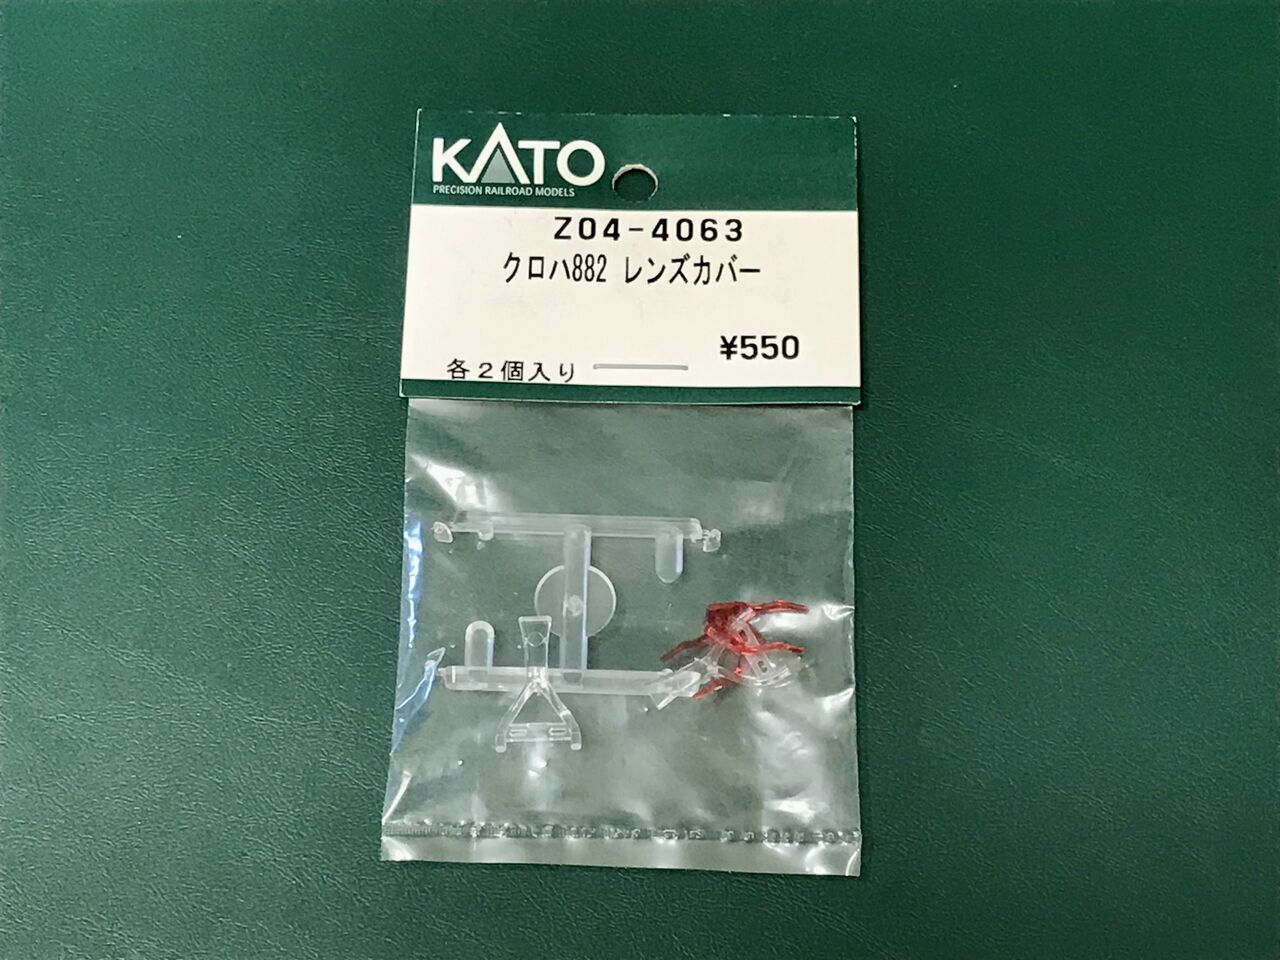 KATO
PRECISION RAILROAD MODELS
Z04-4063
クロハ882 レンズカバー
¥550
各2個入り